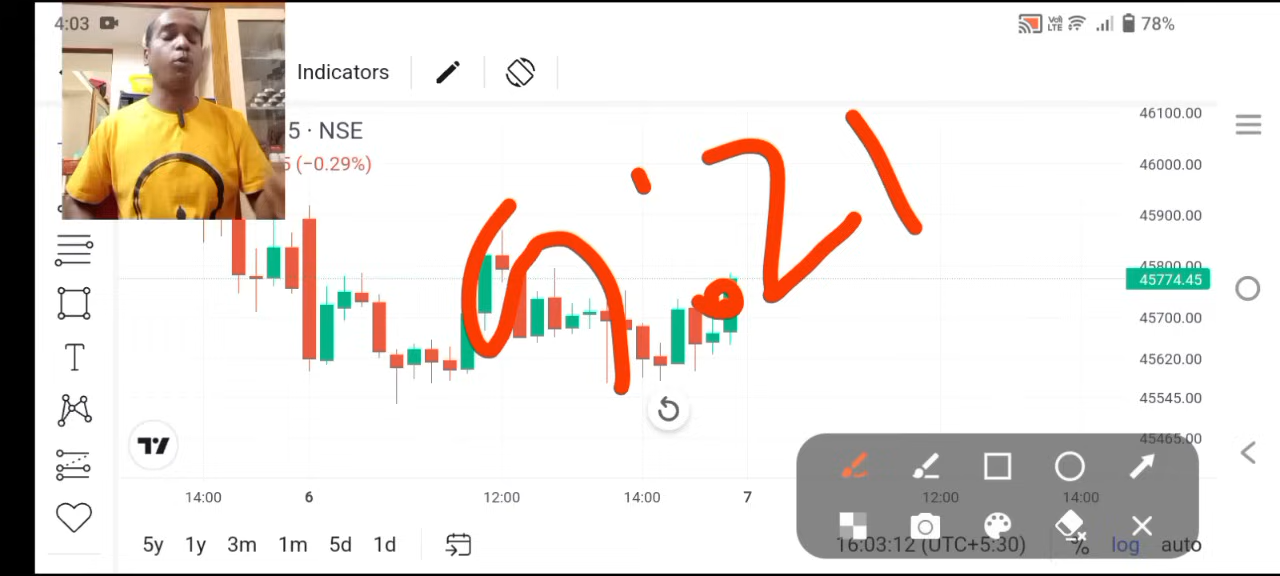 4:03 Vo) LTE 78%
Indicators
5 · NSE
5 (−0.29%)
46100.00
46000.00
21
45900.00
45800.00
45774.45
45700.00
45620.00
45545.00
45465.00
T
14:00 6 12:00 14:00 7 12:00 14:00
5y 1y 3m 1m 5d 1d 16:03:12 (UTC+5:30) % log auto